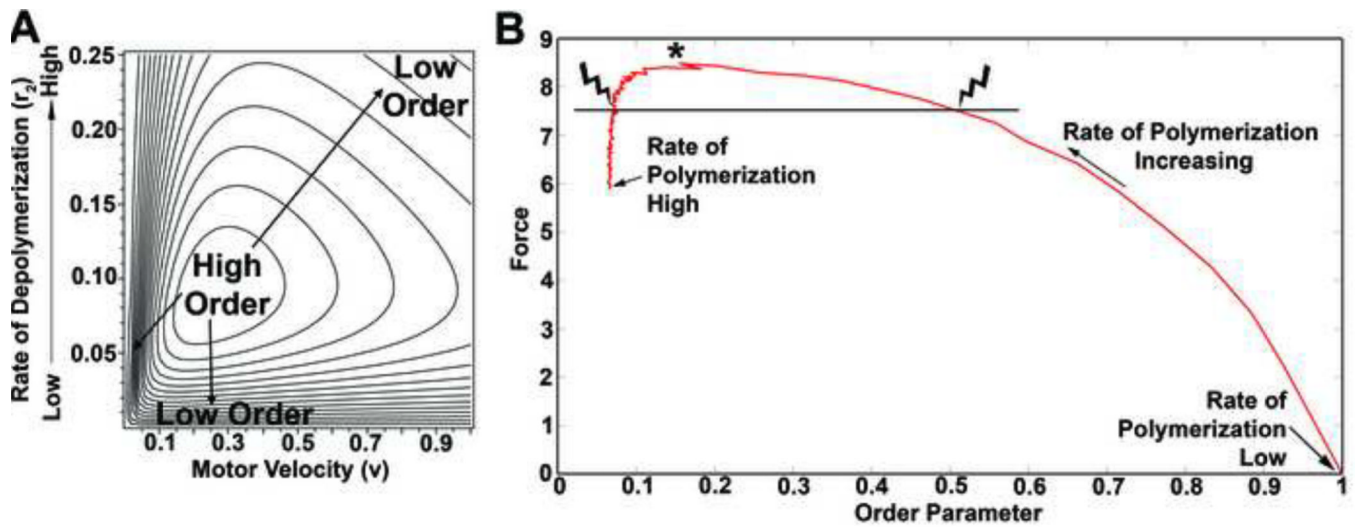 A
Rate of Depolymerization (r2)
Low
High
0.25
0.20
0.15
0.10
0.05
Low
Order
High
Order
Low Order
0.1 0.3 0.5 0.7 0.9
Motor Velocity (v)
B
Force
9
8
7
6
5
4
3
2
1
0
*
Rate of
Polymerization
High
Rate of Polymerization
Increasing
Rate of
Polymerization
Low
0 0.1 0.2 0.3 0.4 0.5 0.6 0.7 0.8 0.9 1
Order Parameter